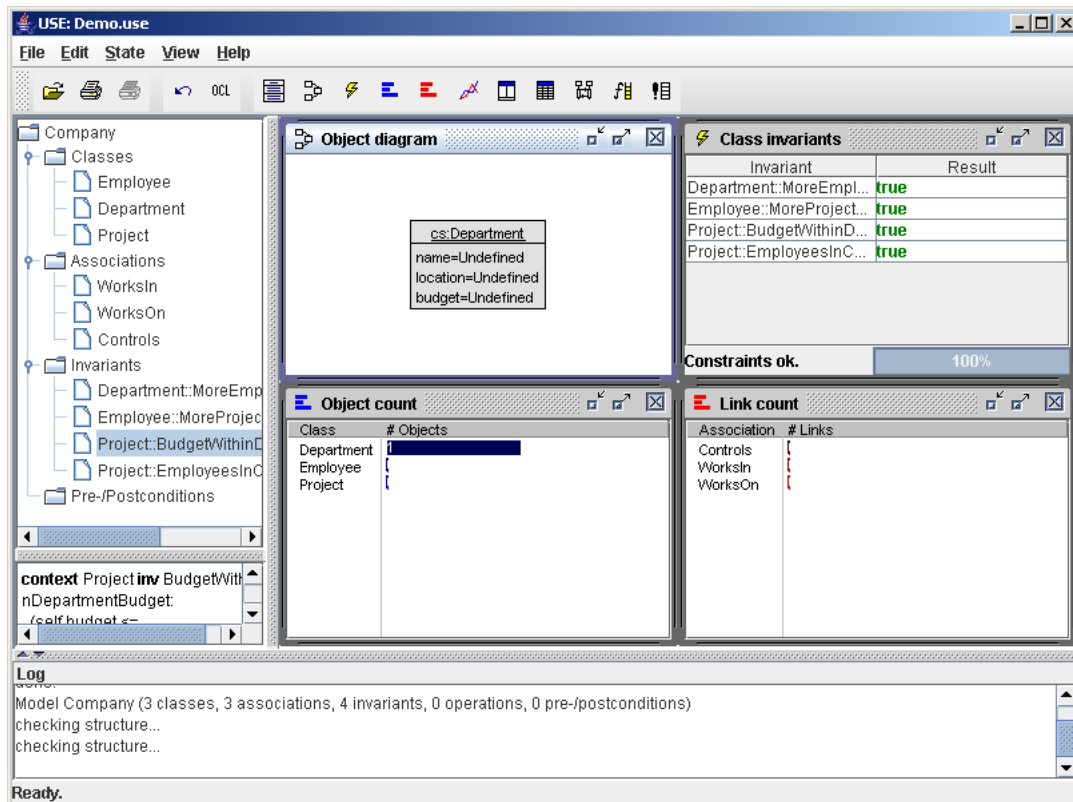 USE: Demo.use
File Edit State View Help
OCL
Company
Classes
Employee
Department
Project
Associations
WorksIn
WorksOn
Controls
Invariants
Department::MoreEmp
Employee::MoreProjec
Project::BudgetWithinD
Project::EmployeesInC
Pre-/Postconditions
context Project inv BudgetWith
nDepartmentBudget:
(self.budget <=
Object diagram
cs:Department
name=Undefined
location=Undefined
budget=Undefined
Class invariants
Invariant Result
Department::MoreEmpl... true
Employee::MoreProject... true
Project::BudgetWithinD... true
Project::EmployeesInC... true
Constraints ok. 100%
Object count
Class # Objects
Department 1
Employee
Project
Link count
Association # Links
Controls
WorksIn
WorksOn
Log
done.
Model Company (3 classes, 3 associations, 4 invariants, 0 operations, 0 pre-/postconditions)
checking structure...
checking structure...
Ready.